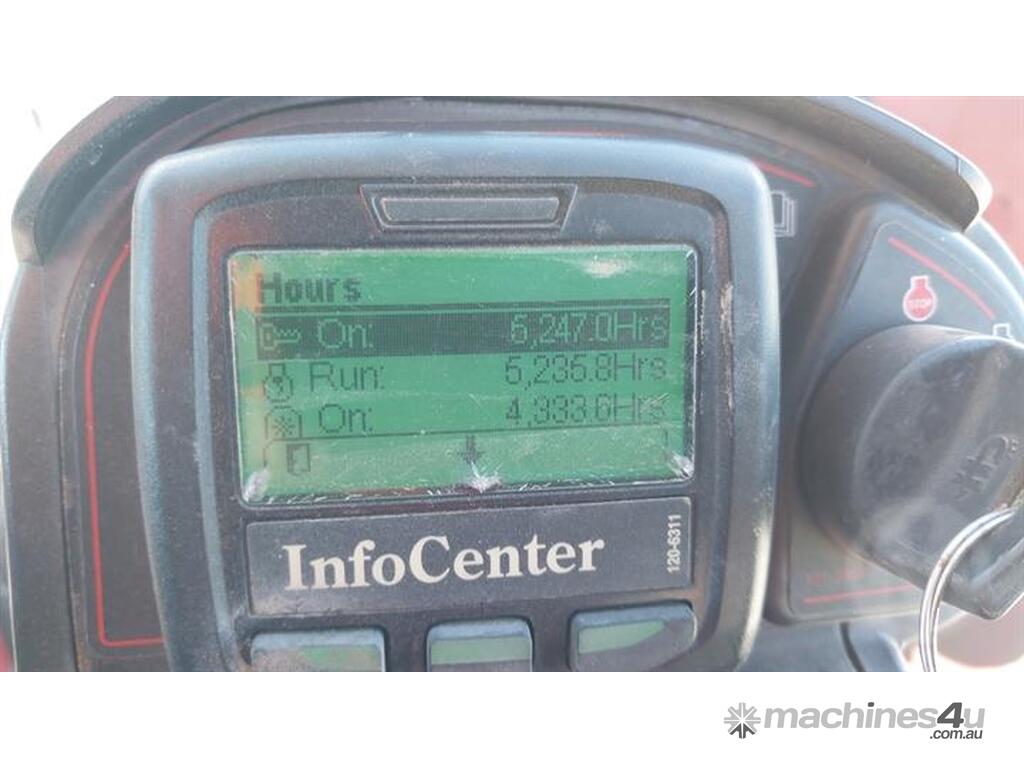 Hours
On: 5,247.0Hrs
Run: 5,235.8Hrs
On: 4,333.6Hrs
InfoCenter
120-6311
STOP
machines4u
.com.au